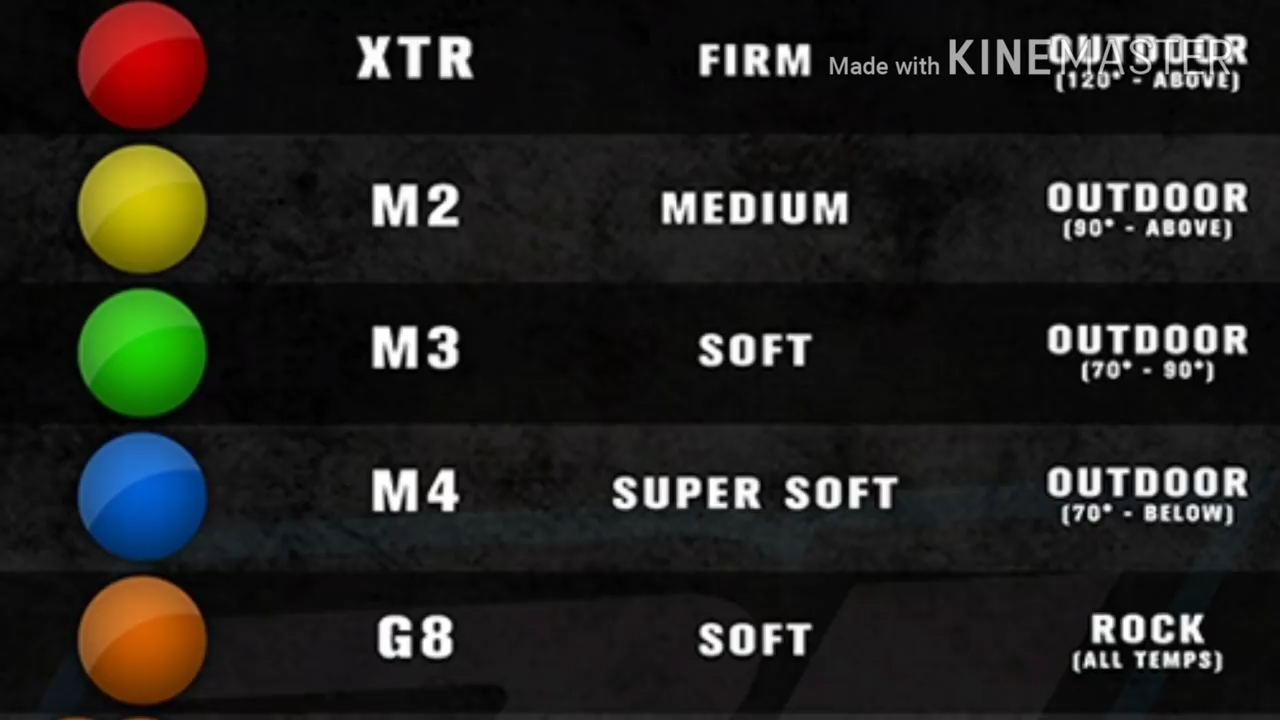 XTR FIRM OUTDOOR
(120° - ABOVE)
Made with KINEMASTER
M2 MEDIUM OUTDOOR
(90° - ABOVE)
M3 SOFT OUTDOOR
(70° - 90°)
M4 SUPER SOFT OUTDOOR
(70° - BELOW)
G8 SOFT ROCK
(ALL TEMPS)